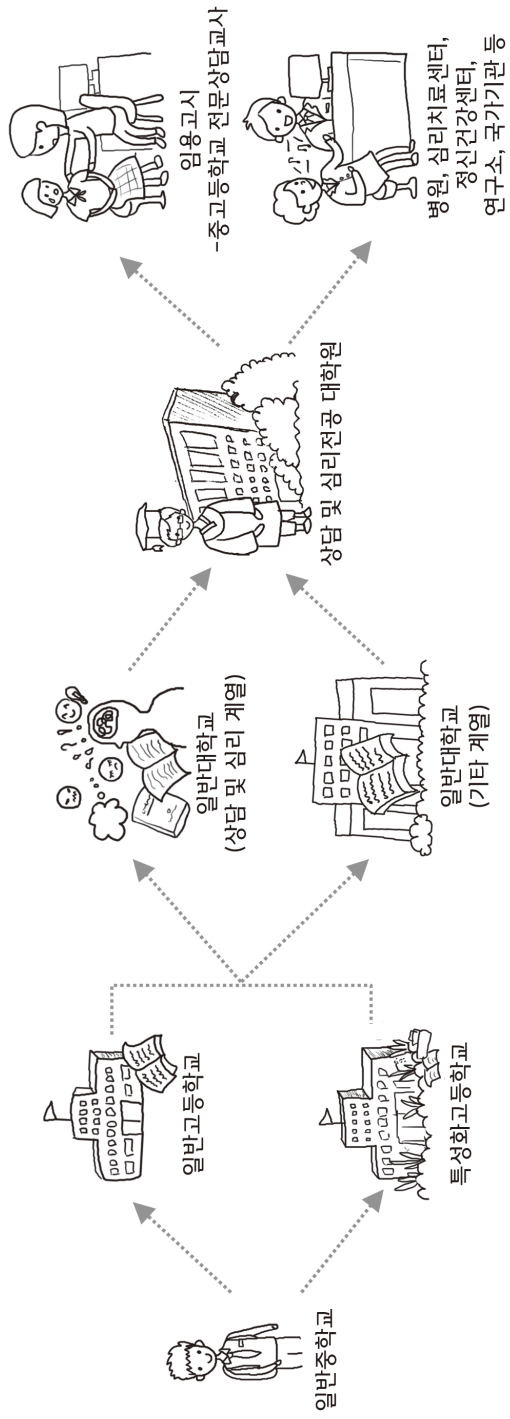 일반중학교
일반고등학교
특성화고등학교
일반대학교
(상담 및 심리 계열)
일반대학교
(기타 계열)
상담 및 심리전공 대학원
임용고시
-중고등학교 전문상담교사
병원, 심리치료센터,
정신건강센터,
연구소, 국가기관 등